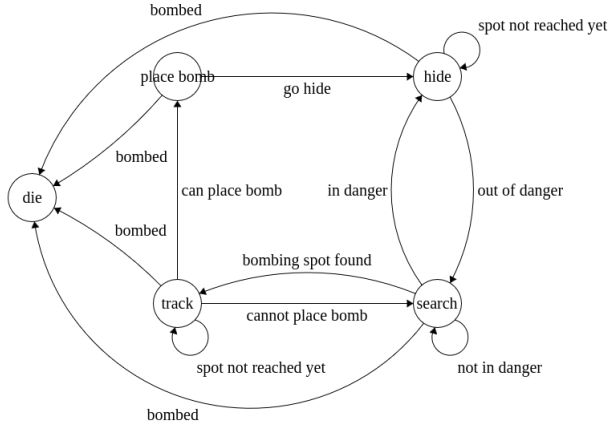 bombed
spot not reached yet
place bomb
hide
go hide
bombed
die
can place bomb
in danger
out of danger
bombed
bombing spot found
track
search
cannot place bomb
spot not reached yet
not in danger
bombed